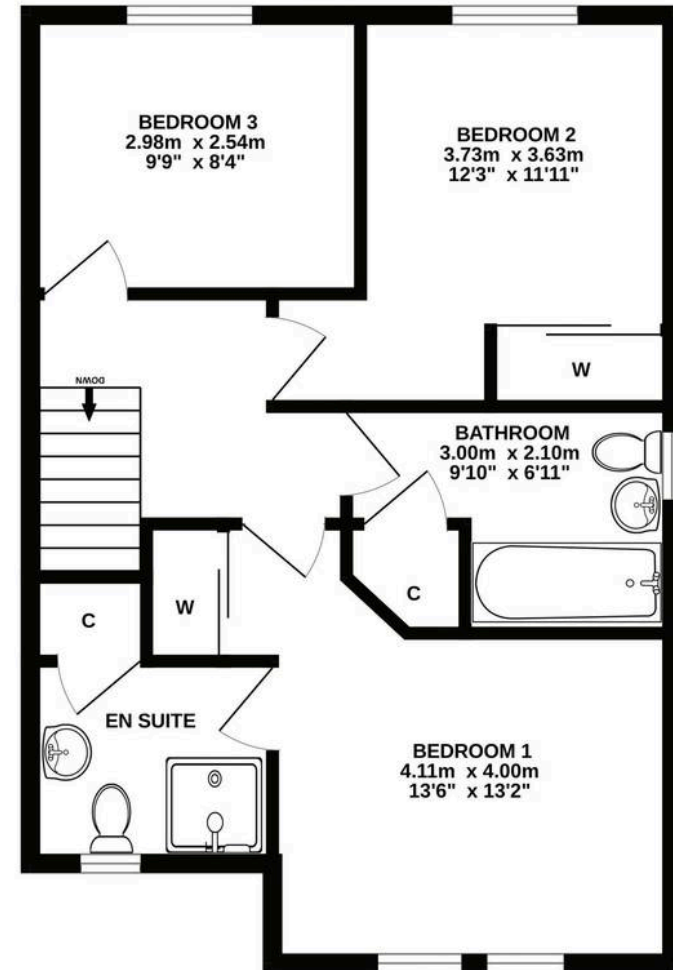 BEDROOM 3
2.98m x 2.54m
9'9" x 8'4"
BEDROOM 2
3.73m x 3.63m
12'3" x 11'11"
W
DOWN
BATHROOM
3.00m x 2.10m
9'10" x 6'11"
C
W
C
EN SUITE
BEDROOM 1
4.11m x 4.00m
13'6" x 13'2"